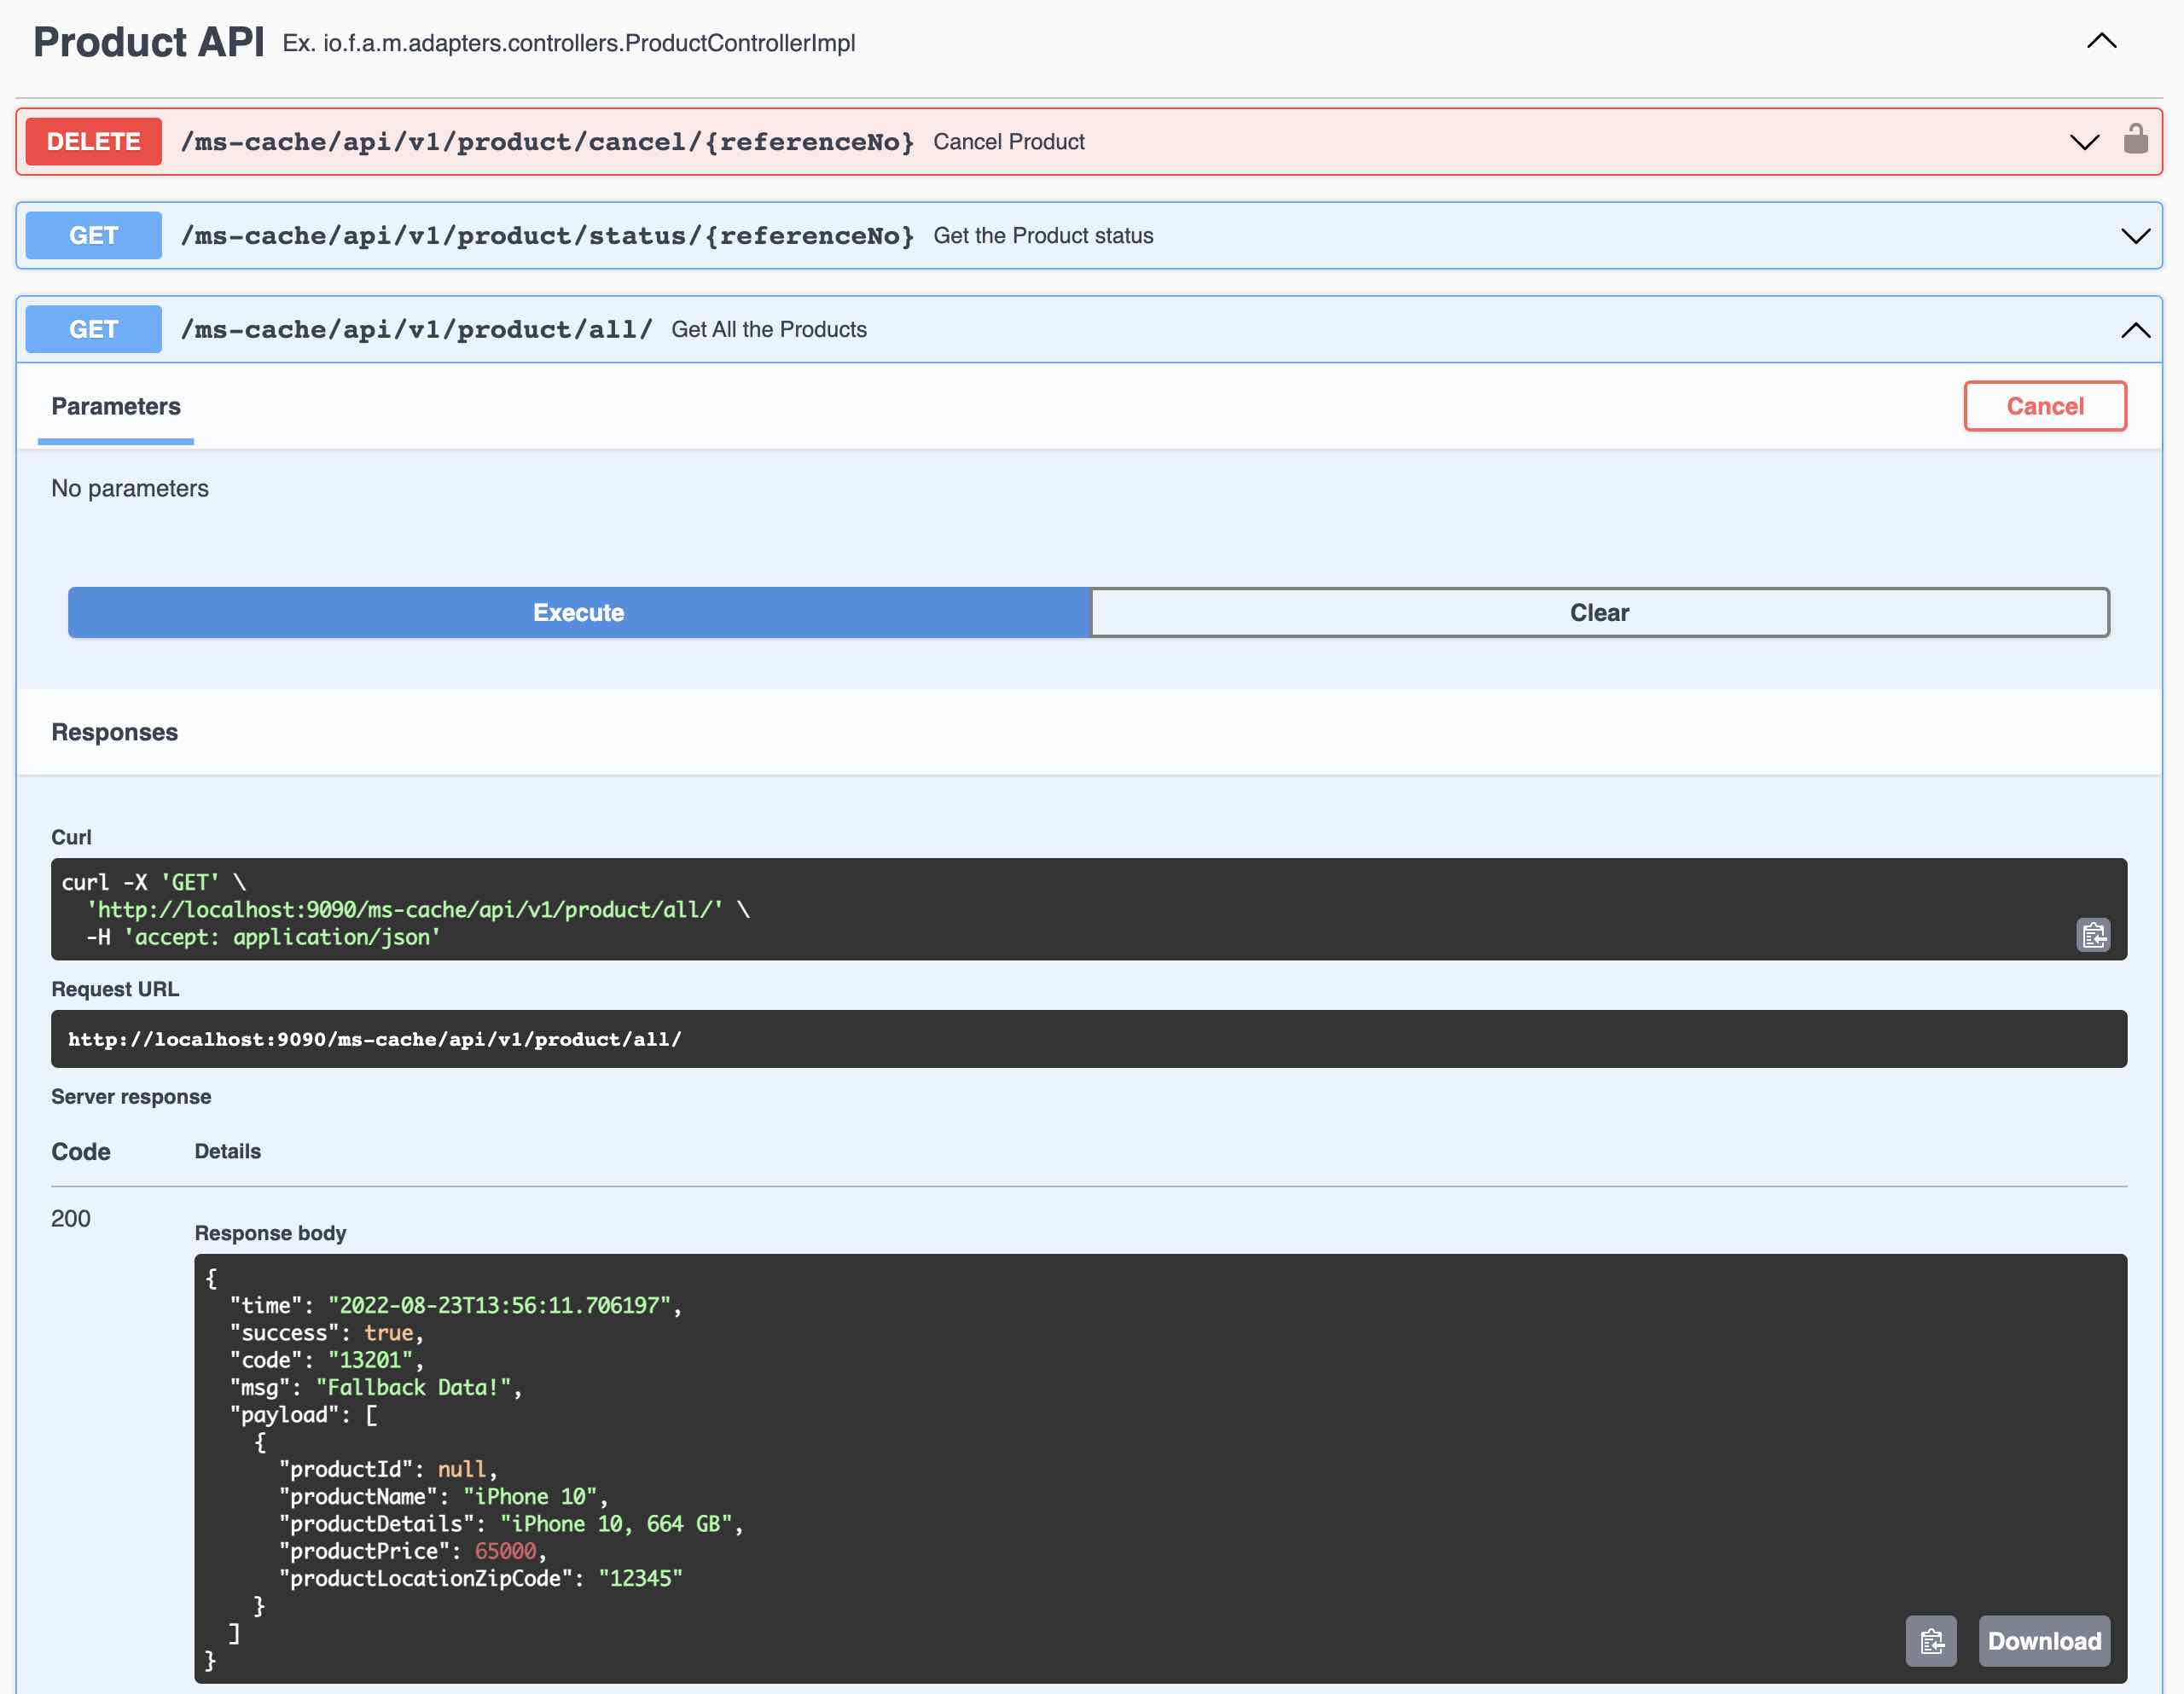 Product API Ex. io.f.a.m.adapters.controllers.ProductControllerImpl
DELETE /ms-cache/api/v1/product/cancel/{referenceNo} Cancel Product
GET /ms-cache/api/v1/product/status/{referenceNo} Get the Product status
GET /ms-cache/api/v1/product/all/ Get All the Products
Parameters Cancel
No parameters
Execute Clear
Responses
Curl
curl -X 'GET' \
  'http://localhost:9090/ms-cache/api/v1/product/all/' \
  -H 'accept: application/json'
Request URL
http://localhost:9090/ms-cache/api/v1/product/all/
Server response
Code Details
200
Response body
{
  "time": "2022-08-23T13:56:11.706197",
  "success": true,
  "code": "13201",
  "msg": "Fallback Data!",
  "payload": [
    {
      "productId": null,
      "productName": "iPhone 10",
      "productDetails": "iPhone 10, 664 GB",
      "productPrice": 65000,
      "productLocationZipCode": "12345"
    }
  ]
}
Download